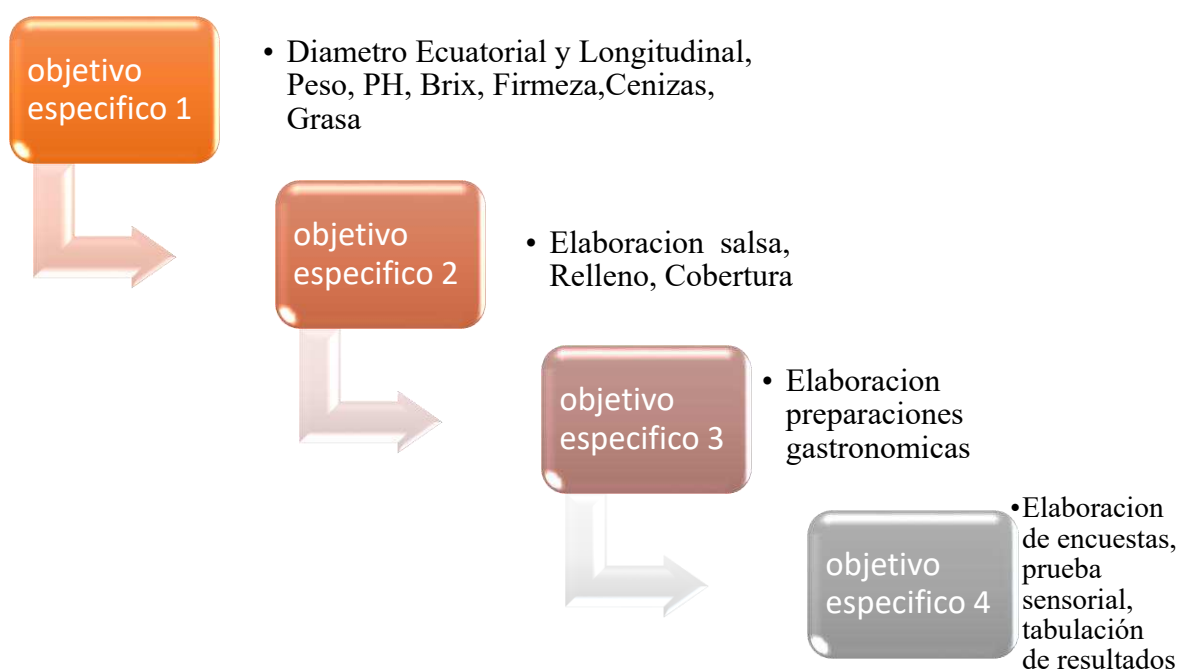 objetivo
especifico 1
• Diametro Ecuatorial y Longitudinal,
Peso, PH, Brix, Firmeza,Cenizas,
Grasa
objetivo
especifico 2
• Elaboracion salsa,
Relleno, Cobertura
objetivo
especifico 3
• Elaboracion
preparaciones
gastronomicas
objetivo
especifico 4
•Elaboracion
de encuestas,
prueba
sensorial,
tabulación
de resultados